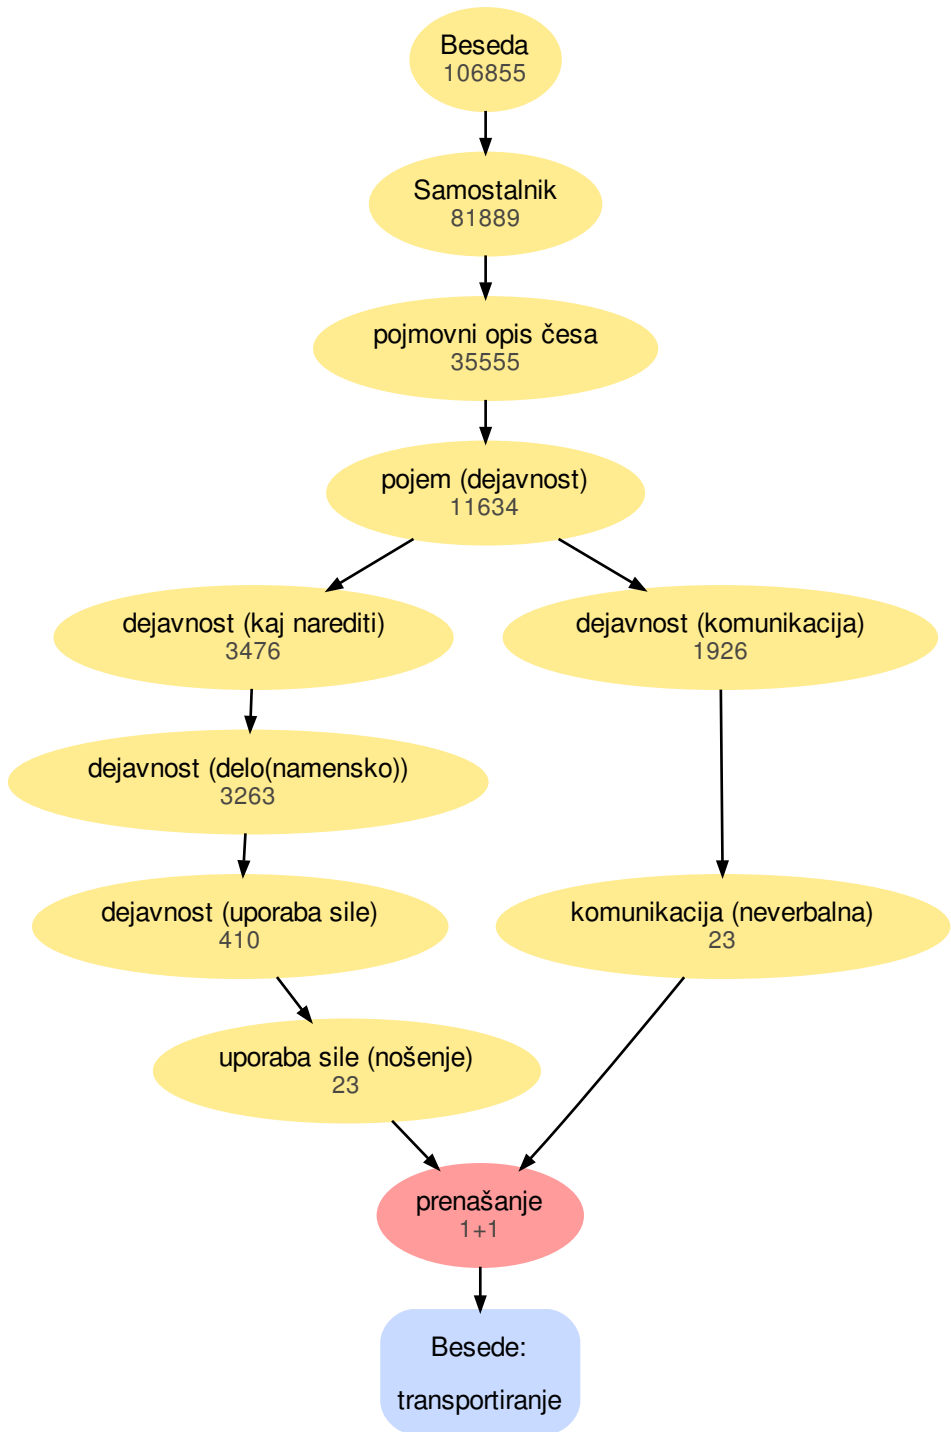 Beseda
106855
Samostalnik
81889
pojmovni opis česa
35555
pojem (dejavnost)
11634
dejavnost (kaj narediti)
3476
dejavnost (komunikacija)
1926
dejavnost (delo(namensko))
3263
dejavnost (uporaba sile)
410
komunikacija (neverbalna)
23
uporaba sile (nošenje)
23
prenašanje
1+1
Besede:
transportiranje